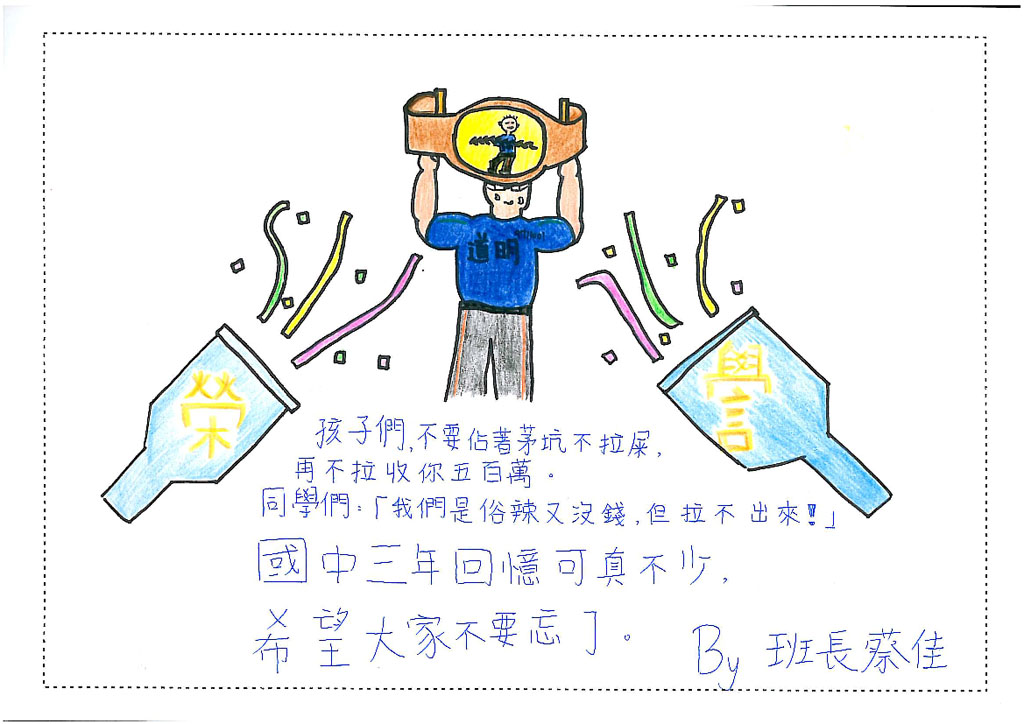 道明
榮
譽
孩子們,不要佔著茅坑不拉屎,
再不拉收你五百萬。
同學們:「我們是俗辣又沒錢,但拉不出來!」
國中三年回憶可真不少,
希望大家不要忘了。
By 班長蔡佳